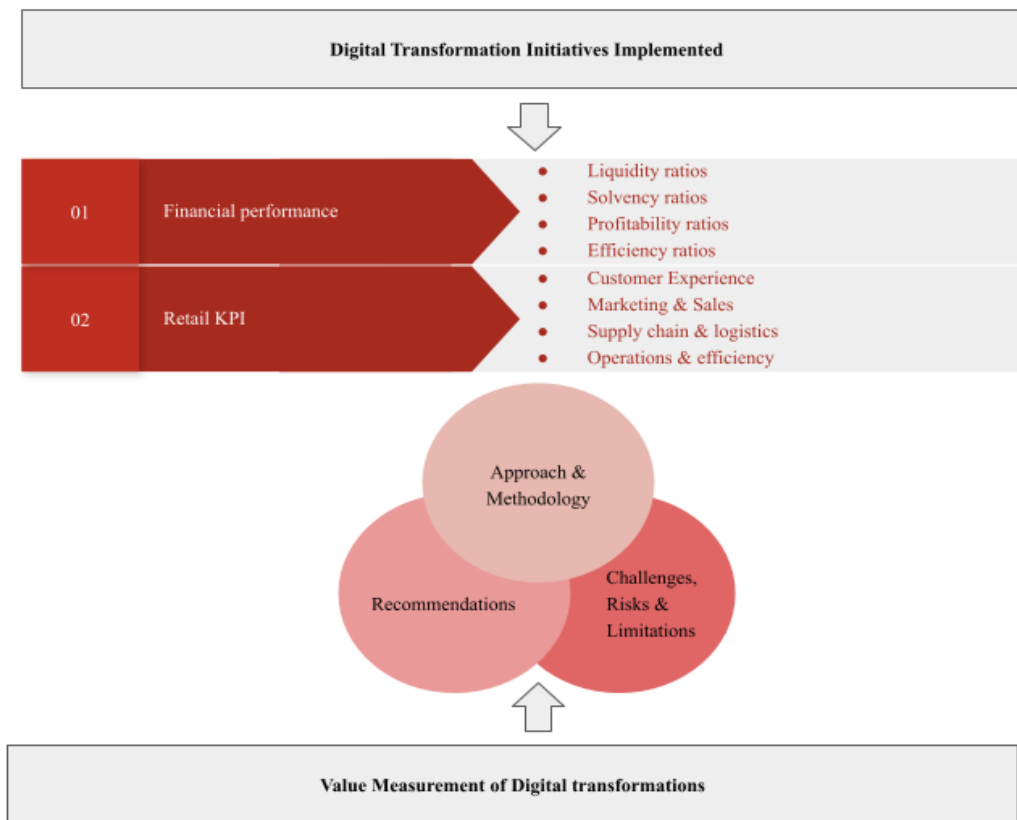 Digital Transformation Initiatives Implemented
01
Financial performance
• Liquidity ratios
• Solvency ratios
• Profitability ratios
• Efficiency ratios
02
Retail KPI
• Customer Experience
• Marketing & Sales
• Supply chain & logistics
• Operations & efficiency
Approach &
Methodology
Recommendations
Challenges,
Risks &
Limitations
Value Measurement of Digital transformations